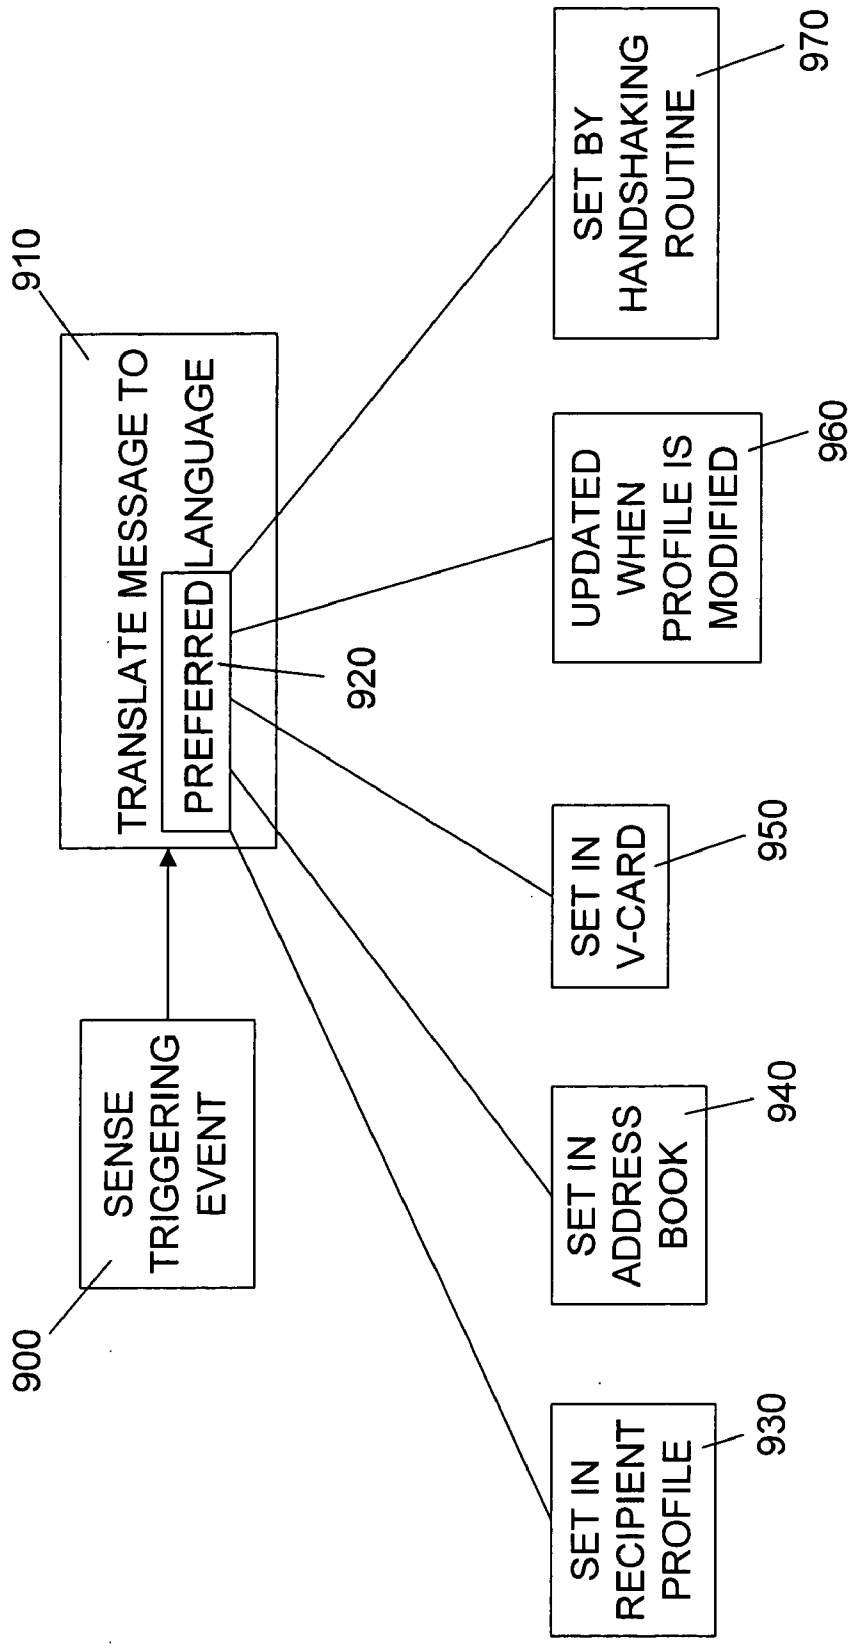 900
SENSE
TRIGGERING
EVENT
910
TRANSLATE MESSAGE TO
PREFERRED LANGUAGE
920
SET IN
RECIPIENT
PROFILE
930
SET IN
ADDRESS
BOOK
940
SET IN
V-CARD
950
UPDATED
WHEN
PROFILE IS
MODIFIED
960
SET BY
HANDSHAKING
ROUTINE
970